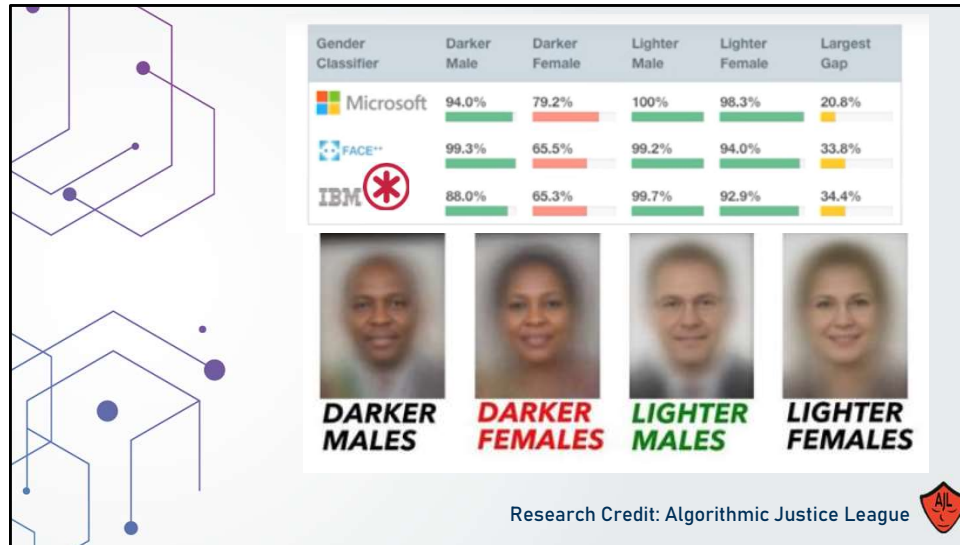 Gender Classifier Darker Male Darker Female Lighter Male Lighter Female Largest Gap
Microsoft 94.0% 79.2% 100% 98.3% 20.8%
FACE++ 99.3% 65.5% 99.2% 94.0% 33.8%
IBM 88.0% 65.3% 99.7% 92.9% 34.4%
DARKER MALES
DARKER FEMALES
LIGHTER MALES
LIGHTER FEMALES
Research Credit: Algorithmic Justice League
AJL